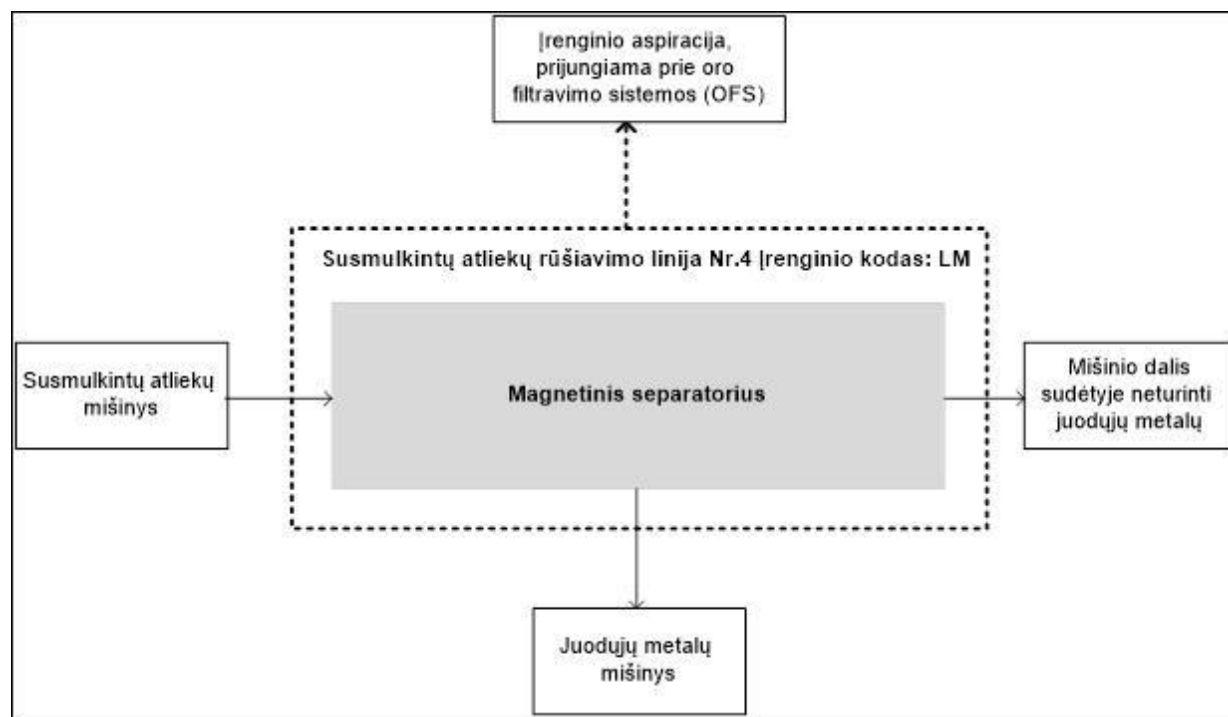 Įrenginio aspiracija,
prijungiama prie oro
filtravimo sistemos (OFS)
Susmulkintų atliekų rūšiavimo linija Nr.4 Įrenginio kodas: LM
Susmulkintų atliekų
mišinys
Magnetinis separatorius
Mišinio dalis
sudėtyje neturinti
juodųjų metalų
Juodųjų metalų
mišinys